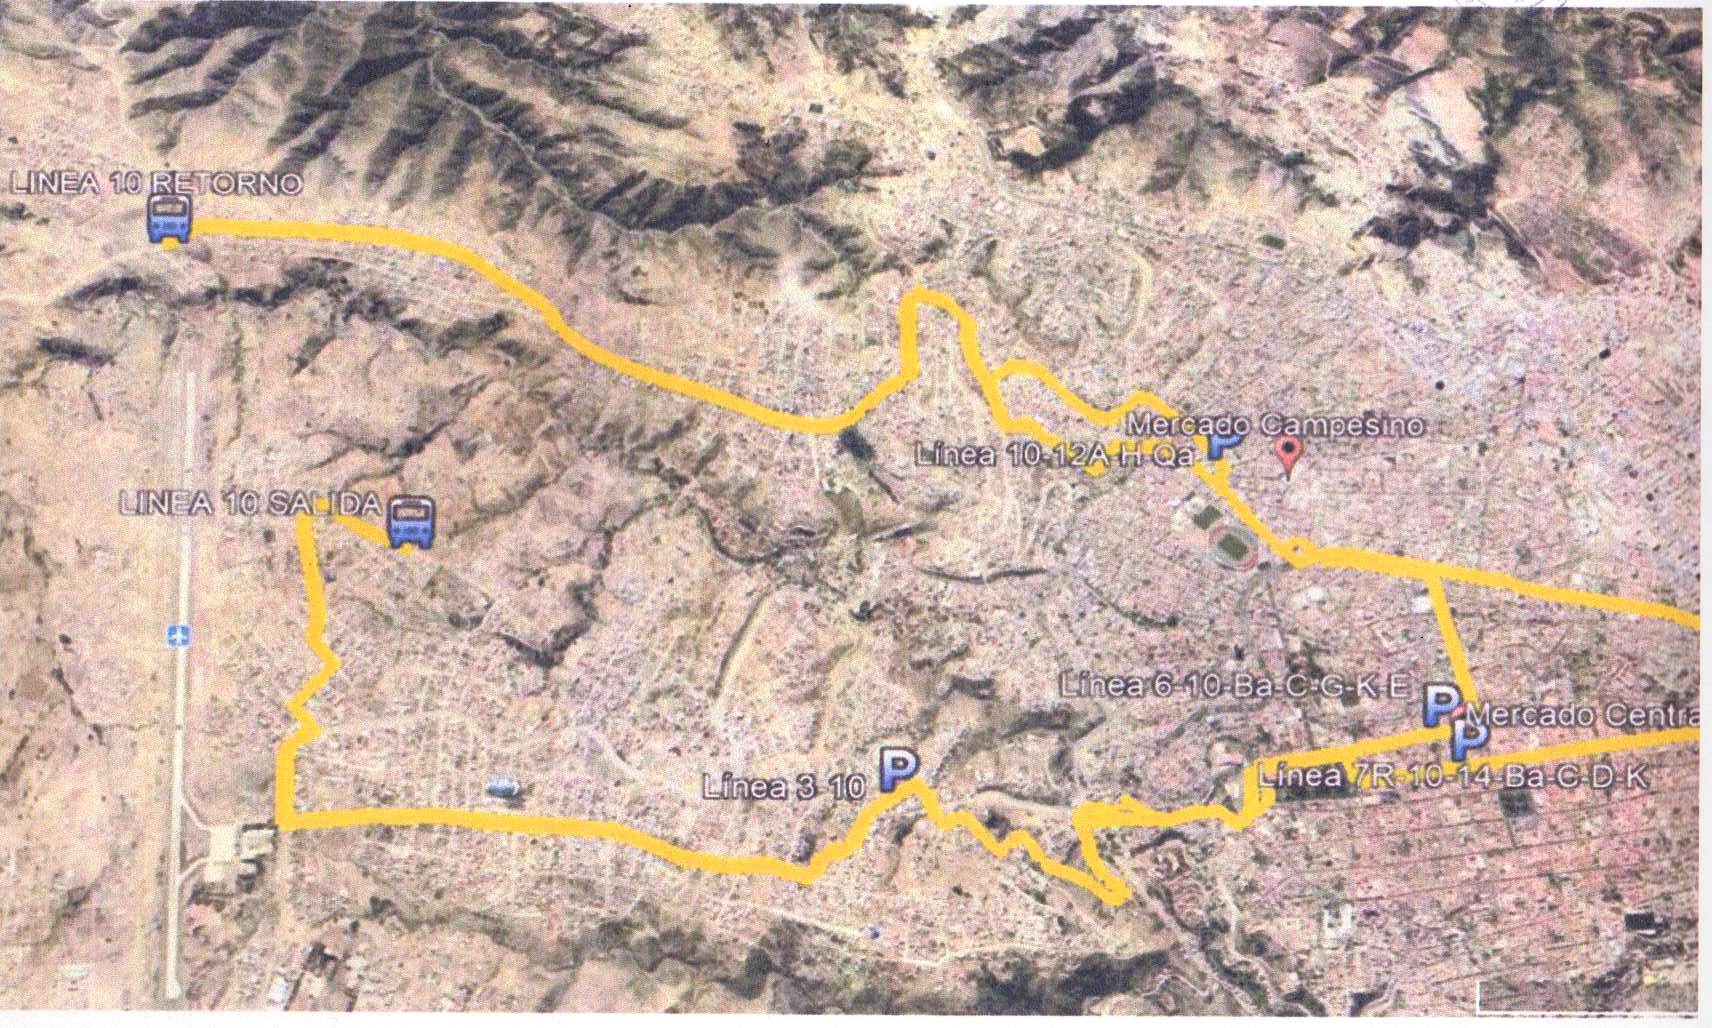 LINEA 10 RETORNO
Mercado Campesino
P
Línea 10-12A-H-Qa
LINEA 10 SALIDA
Línea 6-10-Ba-C-G-K-E
P
Mercado Centra
P
Línea 3-10
P
Línea 7R-10-14-Ba-C-D-K